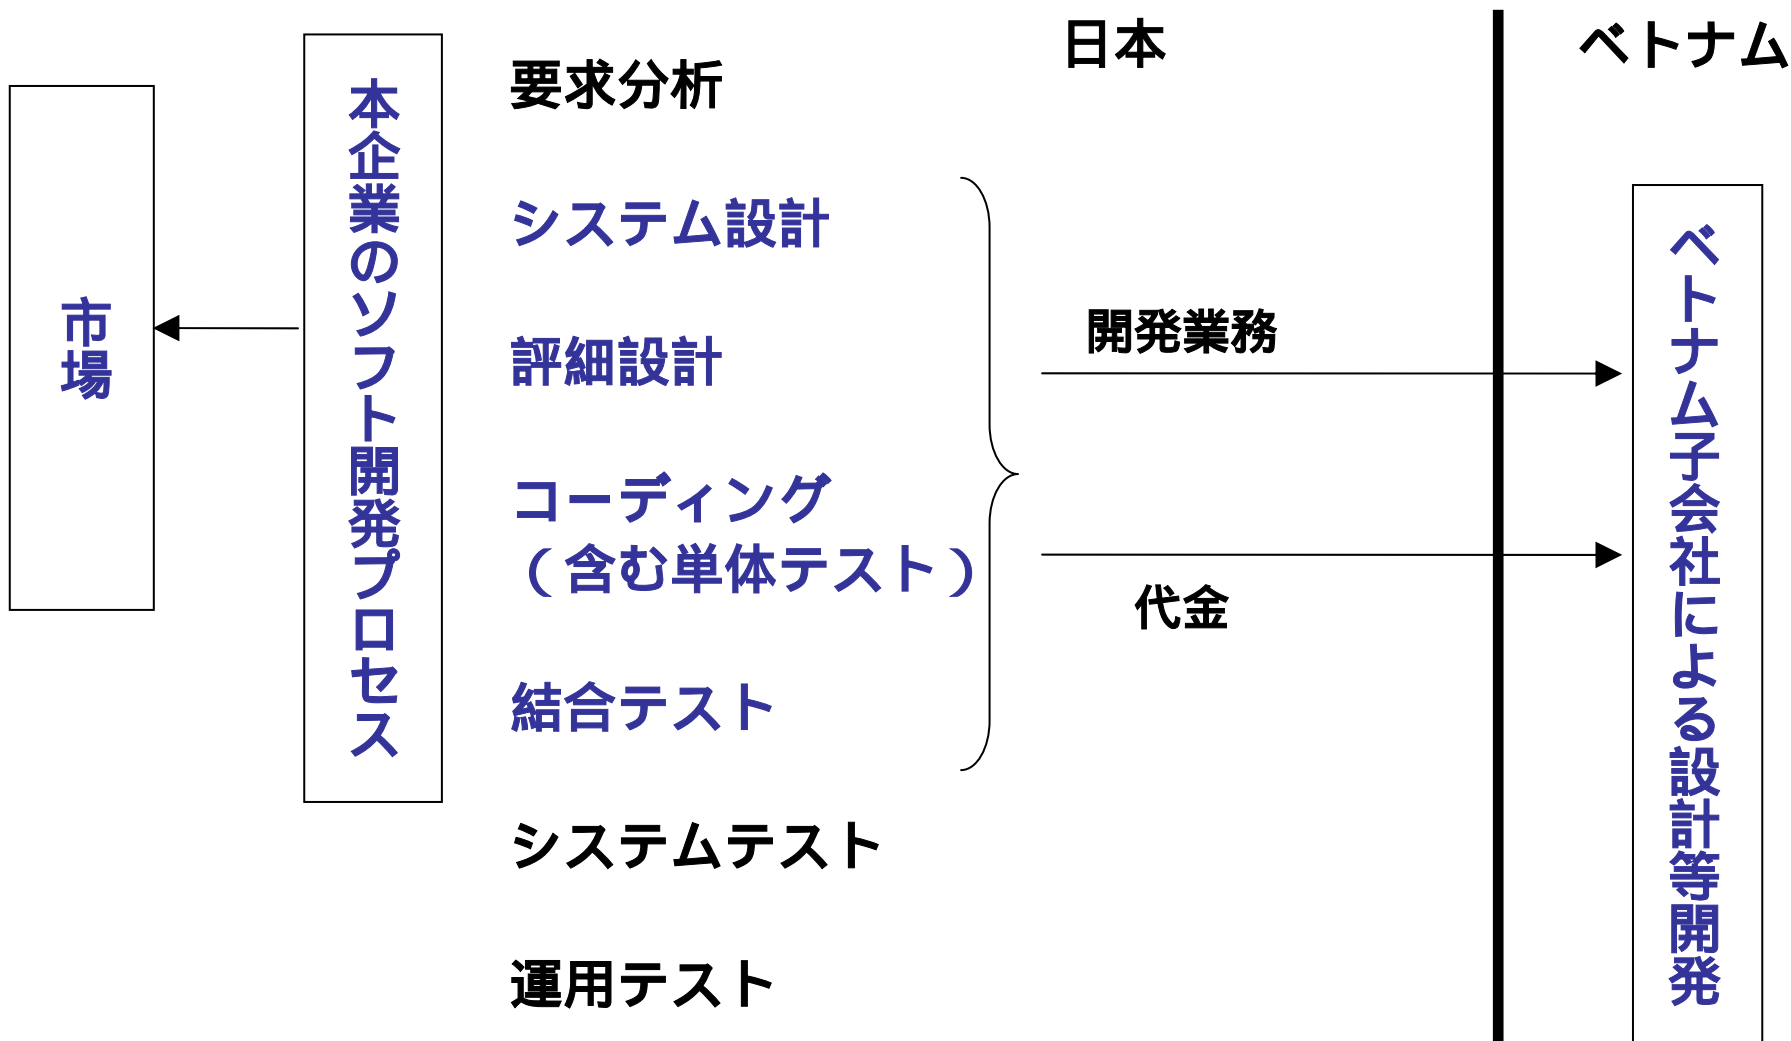 日本
ベトナム
市場
本企業のソフト開発プロセス
要求分析
システム設計
評細設計
コーディング
（含む単体テスト）
結合テスト
システムテスト
運用テスト
開発業務
代金
ベトナム子会社による設計等開発